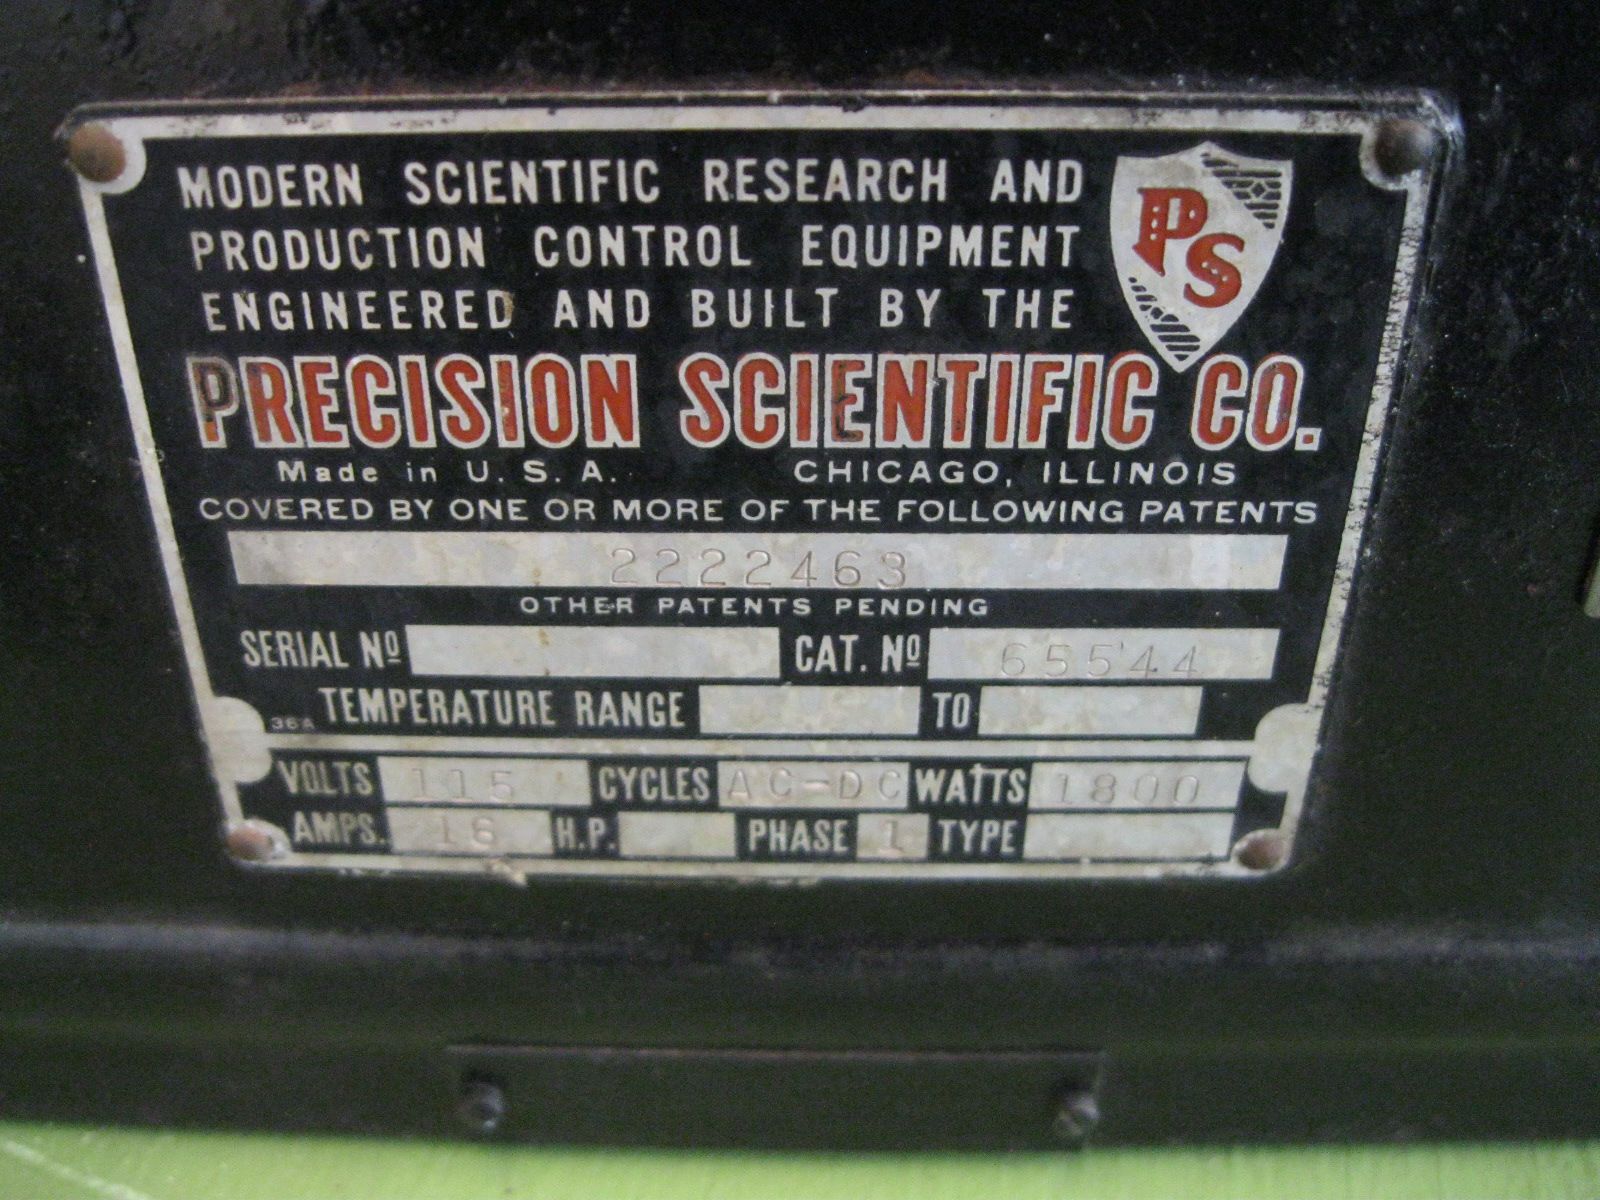 MODERN SCIENTIFIC RESEARCH AND
PRODUCTION CONTROL EQUIPMENT
ENGINEERED AND BUILT BY THE
PS
PRECISION SCIENTIFIC CO.
Made in U.S.A. CHICAGO, ILLINOIS
COVERED BY ONE OR MORE OF THE FOLLOWING PATENTS
2222463
OTHER PATENTS PENDING
SERIAL Nº CAT. Nº 65544
36A TEMPERATURE RANGE TO
VOLTS 115 CYCLES AC-DC WATTS 1800
AMPS. 16 H.P. PHASE 1 TYPE